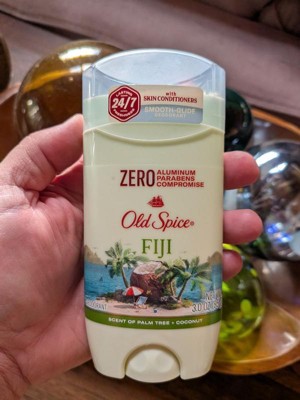 24/7
with
SKIN CONDITIONERS
SMOOTH-GLIDE
ZERO ALUMINUM
PARABENS
COMPROMISE
Old Spice®
FIJI
SCENT OF PALM TREE + COCONUT